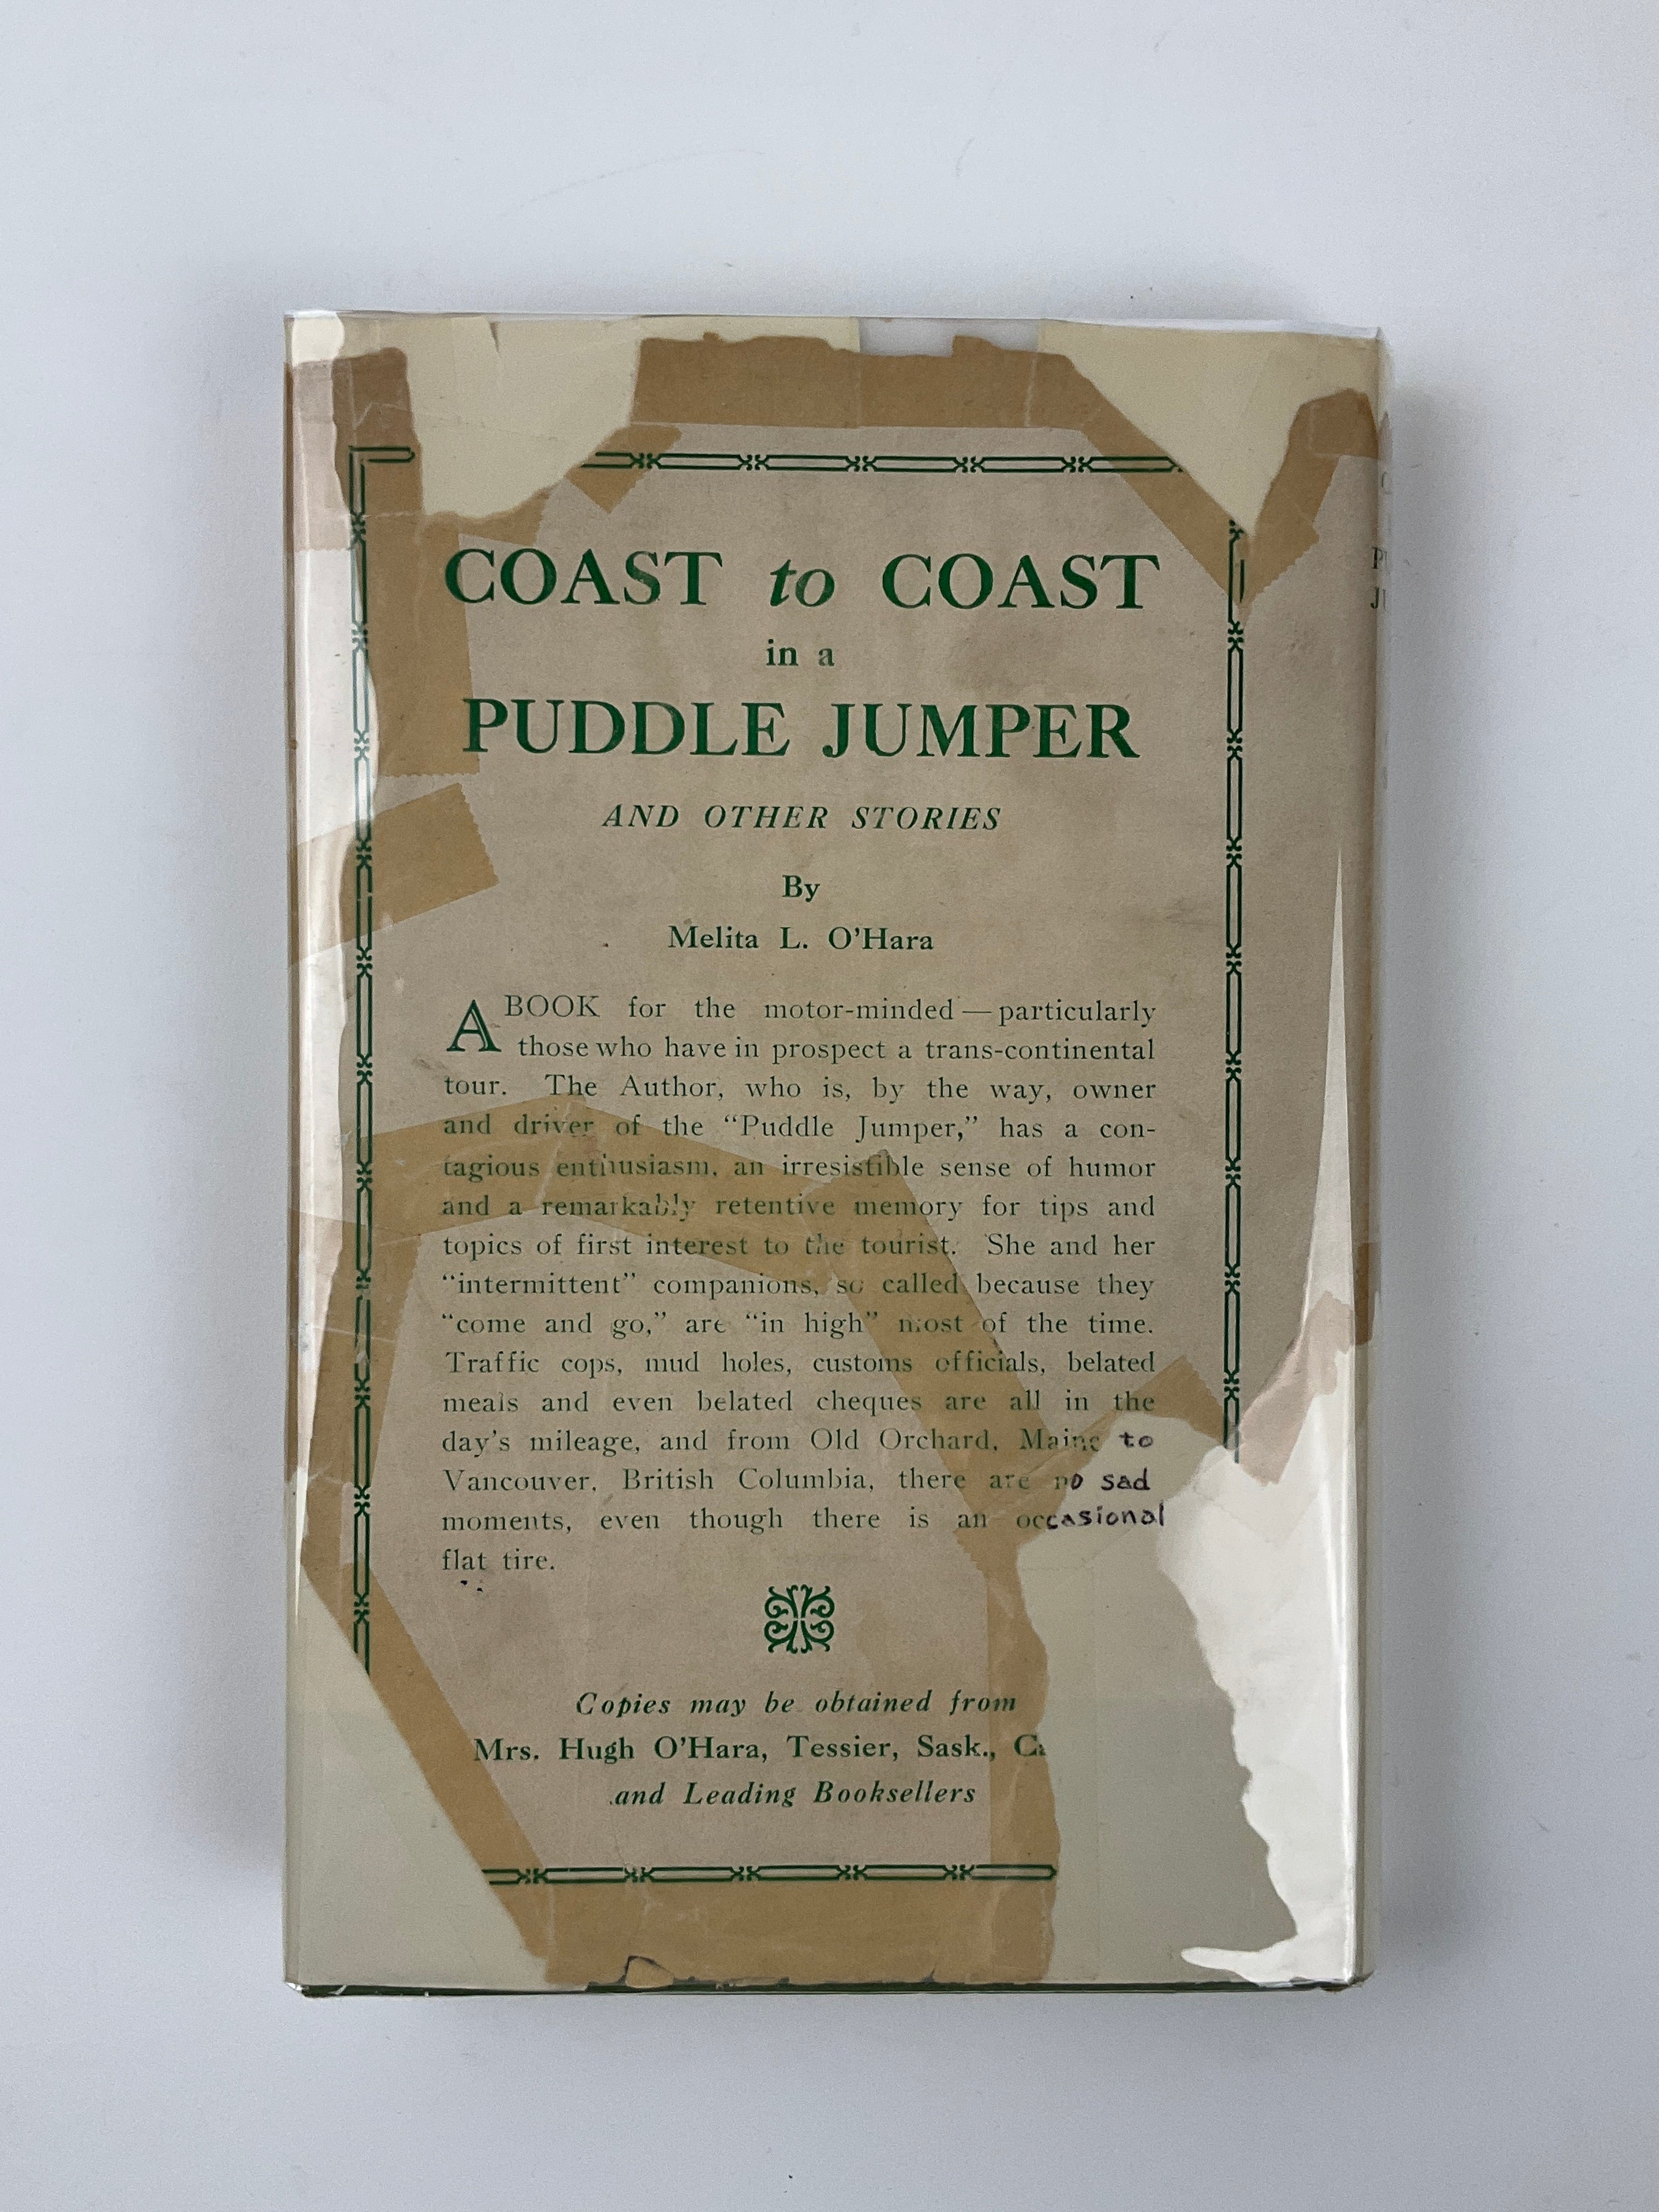 COAST to COAST
in a
PUDDLE JUMPER
AND OTHER STORIES
By
Melita L. O'Hara
A BOOK for the motor-minded — particularly
those who have in prospect a trans-continental
tour. The Author, who is, by the way, owner
and driver of the “Puddle Jumper,” has a con-
tagious enthusiasm, an irresistible sense of humor
and a remarkably retentive memory for tips and
topics of first interest to the tourist. She and her
“intermittent” companions, so called because they
“come and go,” are “in high” most of the time.
Traffic cops, mud holes, customs officials, belated
meals and even belated cheques are all in the
day's mileage, and from Old Orchard, Maine to
Vancouver, British Columbia, there are no sad
moments, even though there is an occasional
flat tire.
Copies may be obtained from
Mrs. Hugh O'Hara, Tessier, Sask.,
and Leading Booksellers